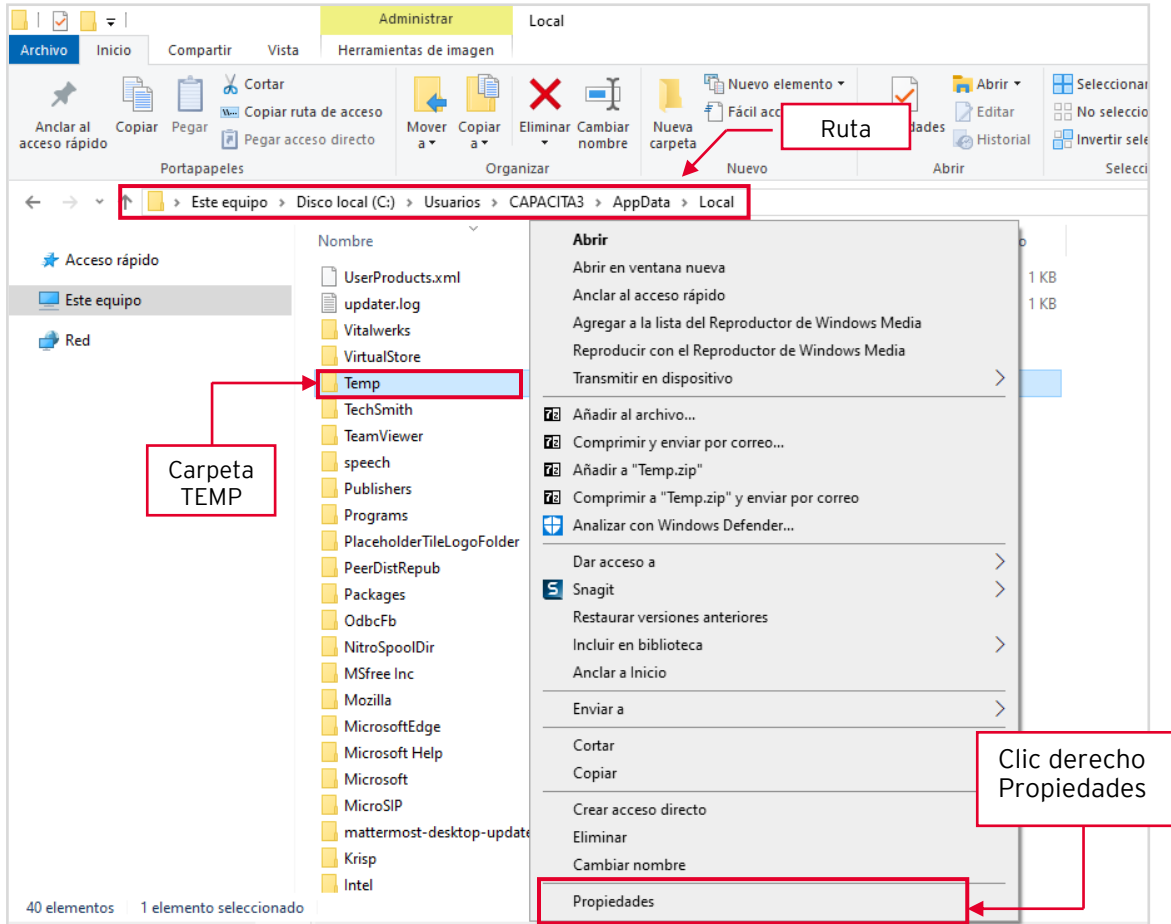 Administrar
Local
Archivo
Inicio
Compartir
Vista
Herramientas de imagen
Anclar al
acceso rápido
Copiar
Pegar
Cortar
Copiar ruta de acceso
Pegar acceso directo
Portapapeles
Mover
a
Copiar
a
Eliminar
Cambiar
nombre
Organizar
Nueva
carpeta
Nuevo elemento
Fácil acc
Nuevo
Ruta
dades
Abrir
Editar
Historial
Abrir
Seleccionar
No seleccio
Invertir sele
Selecci
Este equipo > Disco local (C:) > Usuarios > CAPACITA3 > AppData > Local
Acceso rápido
Este equipo
Red
Nombre
UserProducts.xml
1 KB
updater.log
1 KB
Vitalwerks
VirtualStore
Temp
TechSmith
TeamViewer
speech
Publishers
Programs
PlaceholderTileLogoFolder
PeerDistRepub
Packages
OdbcFb
NitroSpoolDir
MSfree Inc
Mozilla
MicrosoftEdge
Microsoft Help
Microsoft
MicroSIP
mattermost-desktop-update
Krisp
Intel
Carpeta
TEMP
Abrir
Abrir en ventana nueva
Anclar al acceso rápido
Agregar a la lista del Reproductor de Windows Media
Reproducir con el Reproductor de Windows Media
Transmitir en dispositivo
Añadir al archivo...
Comprimir y enviar por correo...
Añadir a "Temp.zip"
Comprimir a "Temp.zip" y enviar por correo
Analizar con Windows Defender...
Dar acceso a
Snagit
Restaurar versiones anteriores
Incluir en biblioteca
Anclar a Inicio
Enviar a
Cortar
Copiar
Crear acceso directo
Eliminar
Cambiar nombre
Propiedades
Clic derecho
Propiedades
40 elementos
1 elemento seleccionado